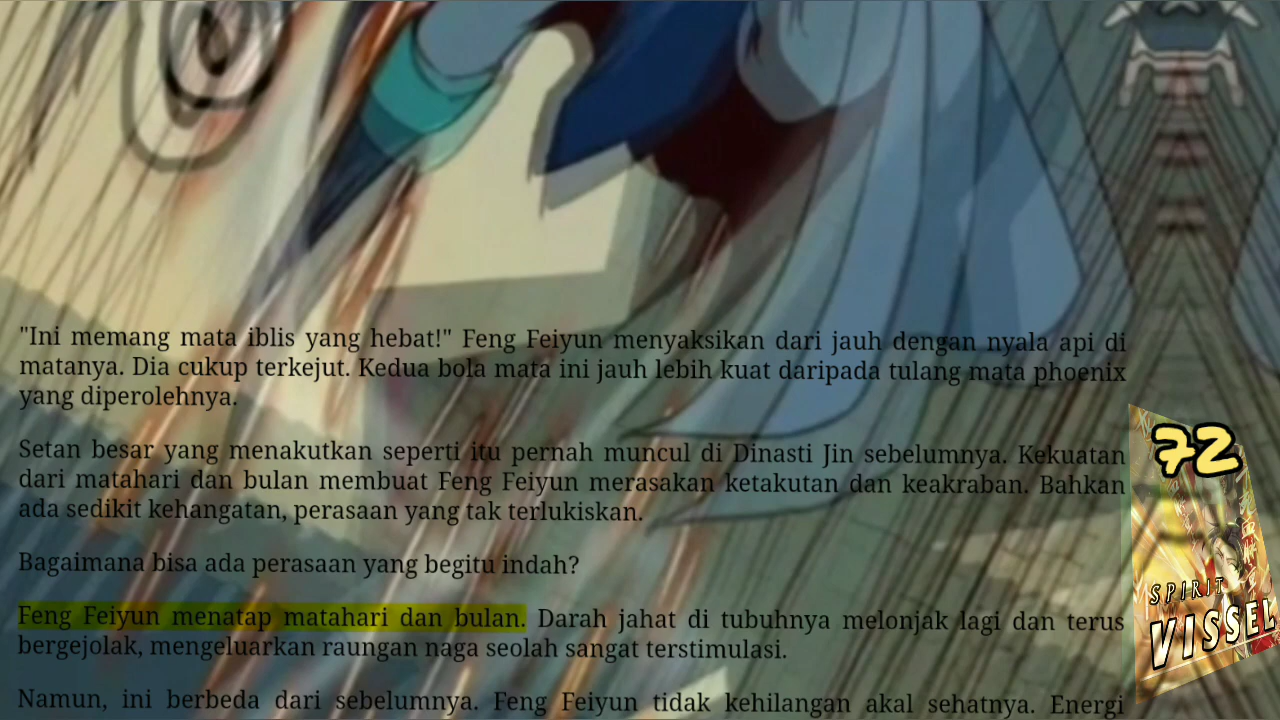 "Ini memang mata iblis yang hebat!" Feng Feiyun menyaksikan dari jauh dengan nyala api di
matanya. Dia cukup terkejut. Kedua bola mata ini jauh lebih kuat daripada tulang mata phoenix
yang diperolehnya.
Setan besar yang menakutkan seperti itu pernah muncul di Dinasti Jin sebelumnya. Kekuatan
dari matahari dan bulan membuat Feng Feiyun merasakan ketakutan dan keakraban. Bahkan
ada sedikit kehangatan, perasaan yang tak terlukiskan.
Bagaimana bisa ada perasaan yang begitu indah?
Feng Feiyun menatap matahari dan bulan. Darah jahat di tubuhnya melonjak lagi dan terus
bergejolak, mengeluarkan raungan naga seolah sangat terstimulasi.
Namun, ini berbeda dari sebelumnya. Feng Feiyun tidak kehilangan akal sehatnya. Energi
72
SPIRIT
VISSEL